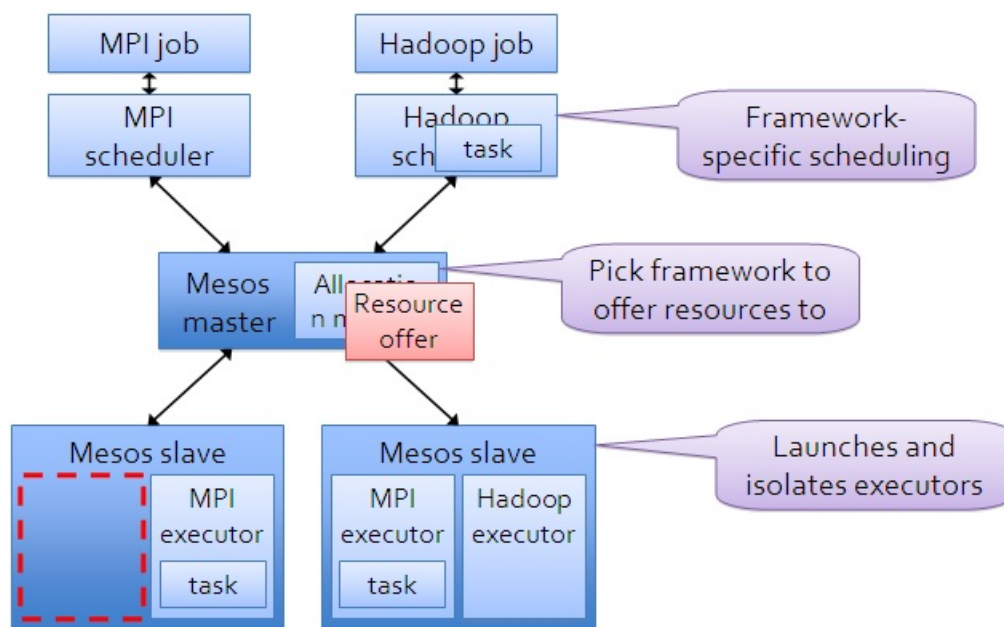 MPI job
Hadoop job
MPI
scheduler
Hadoop
sch
task
Framework-
specific scheduling
Mesos
master
n m
Resource
offer
Pick framework to
offer resources to
Mesos slave
MPI
executor
task
Mesos slave
MPI
executor
task
Hadoop
executor
Launches and
isolates executors